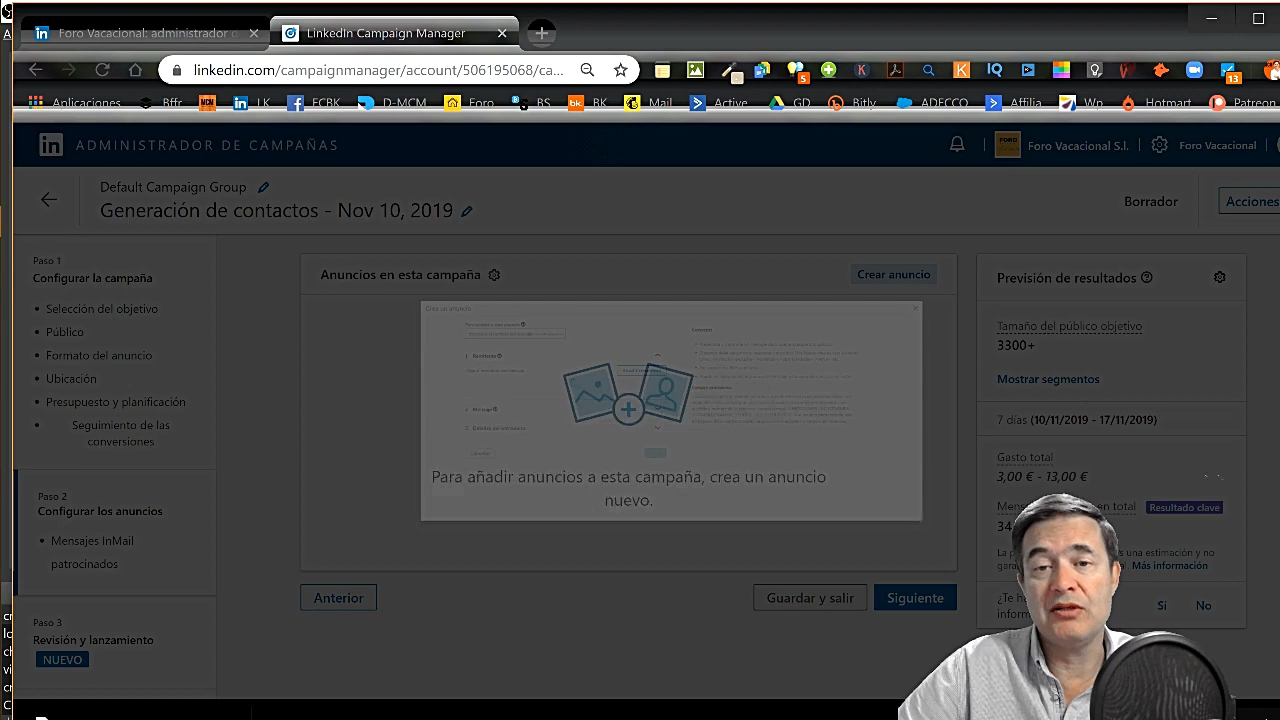 Foro Vacacional: administrador d
LinkedIn Campaign Manager
linkedin.com/campaignmanager/account/506195068/ca...
5
13
Aplicaciones
Bffr
LK
FCBK
D-MCM
Foro
BS
BK
Mail
Active
GD
Bitly
ADECCO
Affilia
Wp
Hotmart
Patreon
ADMINISTRADOR DE CAMPAÑAS
Foro Vacacional S.l.
Foro Vacacional
Default Campaign Group
Generación de contactos - Nov 10, 2019
Borrador
Acciones
Paso 1
Configurar la campaña
Selección del objetivo
Público
Formato del anuncio
Ubicación
Presupuesto y planificación
Seguimiento de las
conversiones
Paso 2
Configurar los anuncios
Mensajes InMail
patrocinados
Paso 3
Revisión y lanzamiento
NUEVO
Anuncios en esta campaña
Crear anuncio
Para añadir anuncios a esta campaña, crea un anuncio
nuevo.
Anterior
Guardar y salir
Siguiente
Previsión de resultados
Tamaño del público objetivo
3300+
Mostrar segmentos
7 días (10/11/2019 - 17/11/2019)
Gasto total
3,00 € - 13,00 €
en total
Resultado clave
es una estimación y no
Más información
Sí
No